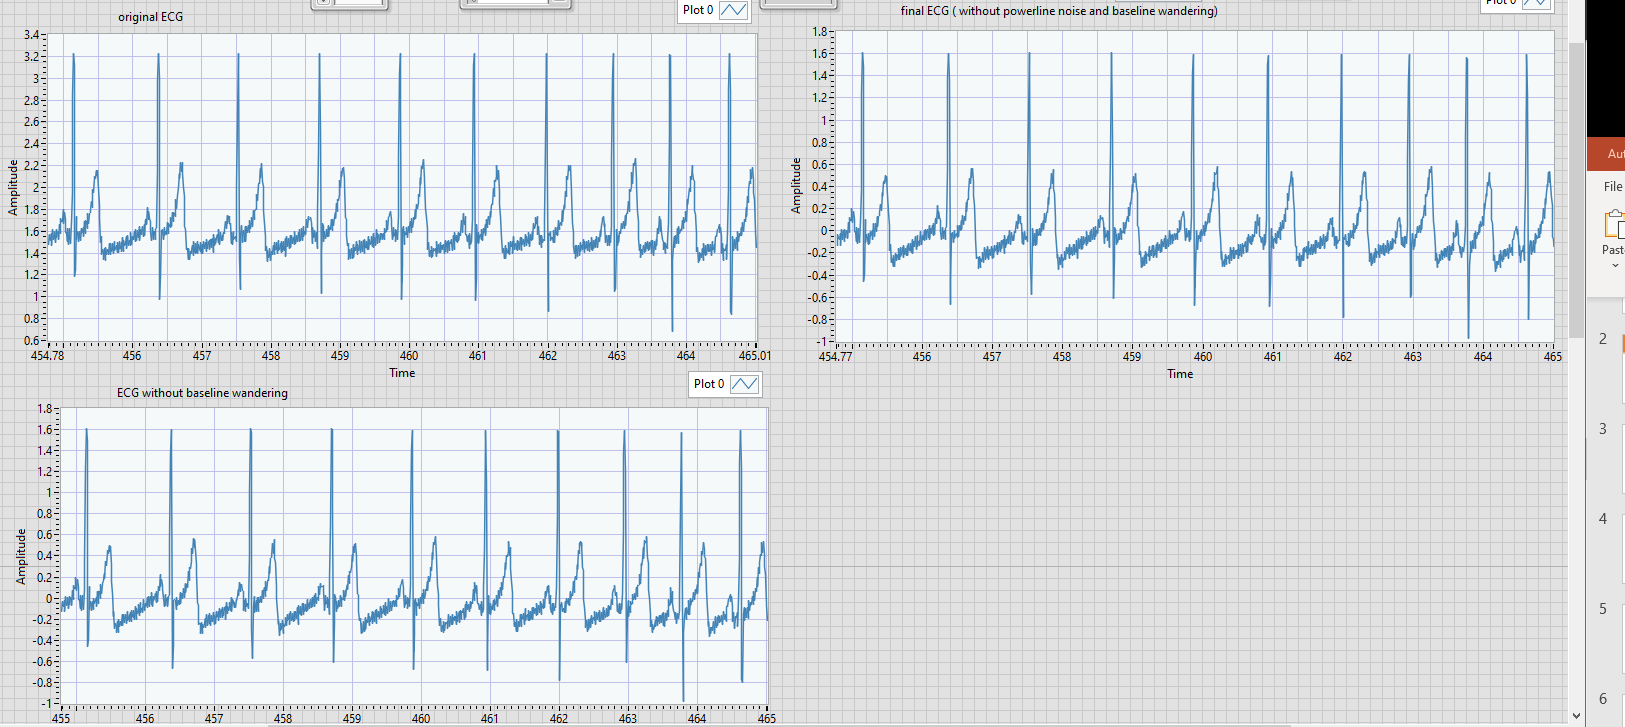 original ECG
Plot 0
3.4
3.2
3
2.8
2.6
2.4
2.2
2
1.8
1.6
1.4
1.2
1
0.8
0.6
Amplitude
454.78 456 457 458 459 460 461 462 463 464 465.01
Time
final ECG ( without powerline noise and baseline wandering)
Plot 0
1.8
1.6
1.4
1.2
1
0.8
0.6
0.4
0.2
0
-0.2
-0.4
-0.6
-0.8
-1
Amplitude
454.77 456 457 458 459 460 461 462 463 464 465
Time
ECG without baseline wandering
Plot 0
1.8
1.6
1.4
1.2
1
0.8
0.6
0.4
0.2
0
-0.2
-0.4
-0.6
-0.8
-1
Amplitude
455 456 457 458 459 460 461 462 463 464 465
Aut
File
Past
2
3
4
5
6